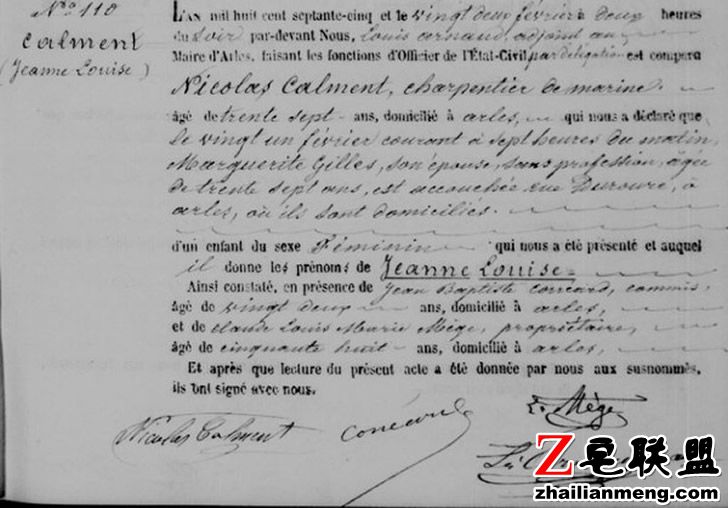 Nº 110
Calment
(Jeanne Louise)
L'AN mil huit cent septante-cinq et le vingt deux février à deux heures
du soir par-devant Nous, Louis arnaud, adjoint au
Maire d'Arles, faisant les fonctions d'Officier de l'État-Civil, par délégation est comparu
Nicolas Calment, charpentier de marine
âgé de trente sept ans, domicilié à arles, qui nous a déclaré que
le vingt un février courant à sept heures du matin,
Marguerite Gilles, son épouse, sans profession, âgée
de trente sept ans, est accouchée rue Duroure, à
arles, où ils sont domiciliés.
d'un enfant du sexe Féminin qui nous a été présenté et auquel
il donne les prénoms de Jeanne Louise
Ainsi constaté, en présence de Jean Baptiste Corréard, commis,
âgé de vingt deux ans, domicilié à arles,
et de Claude Louis Marie Mège, propriétaire,
âgé de cinquante huit ans, domicilié à arles,
Et après que lecture du présent acte a été donnée par nous aux susnommés,
ils ont signé avec nous.
Nicolas Calment
L. Mège
Z宅联盟
zhailianmeng.com